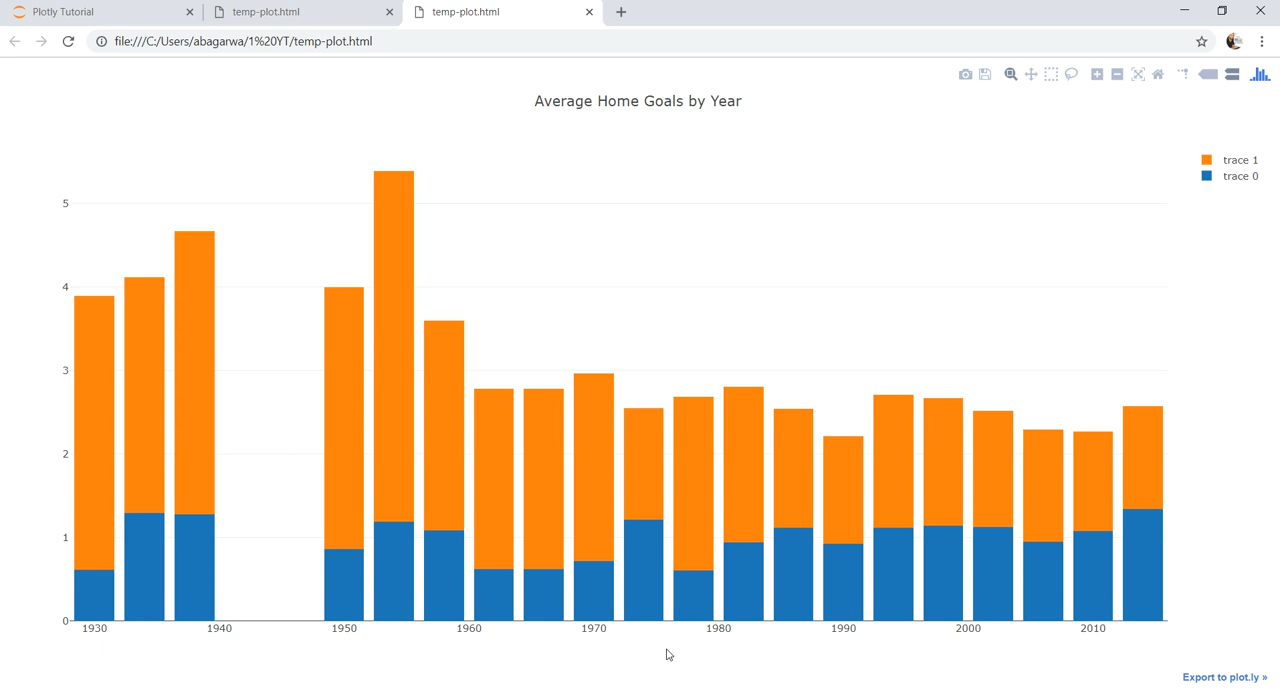 Plotly Tutorial
temp-plot.html
temp-plot.html
file:///C:/Users/abagarwa/1%20YT/temp-plot.html
Average Home Goals by Year
trace 1
trace 0
5
4
3
2
1
0
1930 1940 1950 1960 1970 1980 1990 2000 2010
Export to plot.ly »